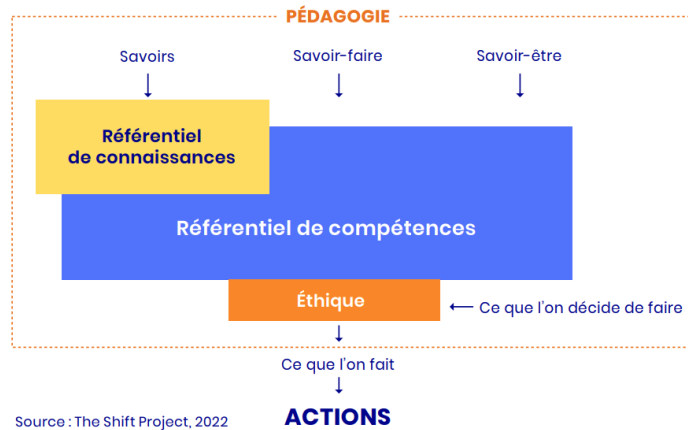 PÉDAGOGIE
Savoirs
Savoir-faire
Savoir-être
Référentiel
de connaissances
Référentiel de compétences
Éthique
Ce que l'on décide de faire
Ce que l'on fait
ACTIONS
Source : The Shift Project, 2022